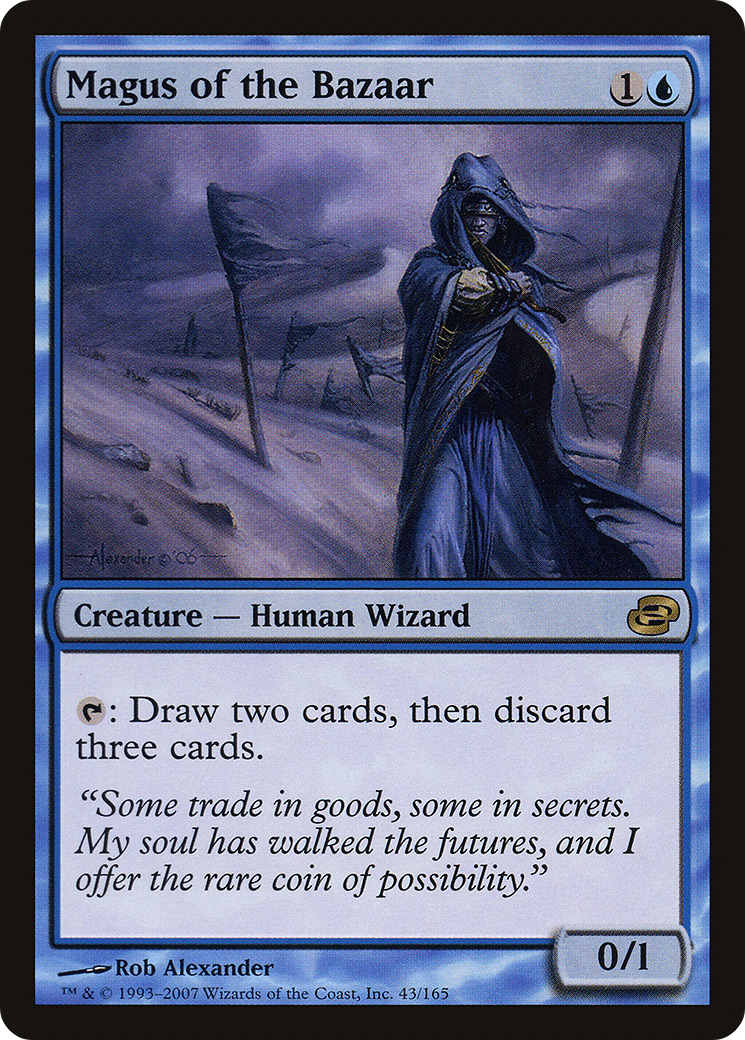 Magus of the Bazaar 1
Alexander © '06
Creature — Human Wizard
: Draw two cards, then discard
three cards.
“Some trade in goods, some in secrets.
My soul has walked the futures, and I
offer the rare coin of possibility.”
0/1
Rob Alexander
™ & © 1993–2007 Wizards of the Coast, Inc. 43/165